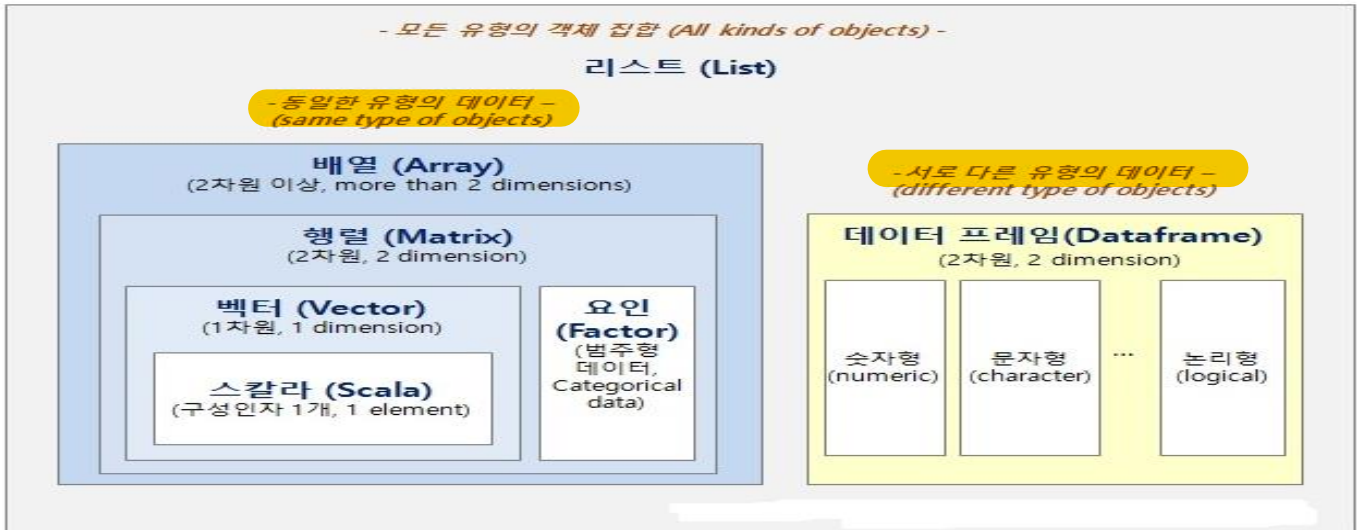 - 모든 유형의 객체 집합 (All kinds of objects) -
리스트 (List)
- 동일한 유형의 데이터 –
(same type of objects)
배열 (Array)
(2차원 이상, more than 2 dimensions)
행렬 (Matrix)
(2차원, 2 dimension)
벡터 (Vector)
(1차원, 1 dimension)
스칼라 (Scala)
(구성인자 1개, 1 element)
요인
(Factor)
(범주형
데이터,
Categorical
data)
- 서로 다른 유형의 데이터 –
(different type of objects)
데이터 프레임(Dataframe)
(2차원, 2 dimension)
숫자형
(numeric)
문자형
(character)
...
논리형
(logical)